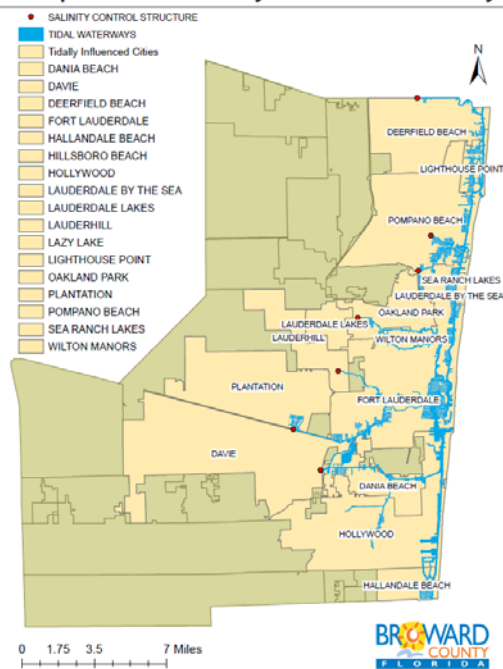 SALINITY CONTROL STRUCTURE
TIDAL WATERWAYS
Tidally Influenced Cities
DANIA BEACH
DAVIE
DEERFIELD BEACH
FORT LAUDERDALE
HALLANDALE BEACH
HILLSBORO BEACH
HOLLYWOOD
LAUDERDALE BY THE SEA
LAUDERDALE LAKES
LAUDERHILL
LAZY LAKE
LIGHTHOUSE POINT
OAKLAND PARK
PLANTATION
POMPANO BEACH
SEA RANCH LAKES
WILTON MANORS
N
DEERFIELD BEACH
LIGHTHOUSE POINT
POMPANO BEACH
SEA RANCH LAKES
LAUDERDALE BY THE SEA
OAKLAND PARK
LAUDERDALE LAKES
LAUDERHILL
WILTON MANORS
PLANTATION
FORT LAUDERDALE
DAVIE
DANIA BEACH
HOLLYWOOD
HALLANDALE BEACH
0 1.75 3.5 7 Miles
BROWARD
COUNTY
FLORIDA